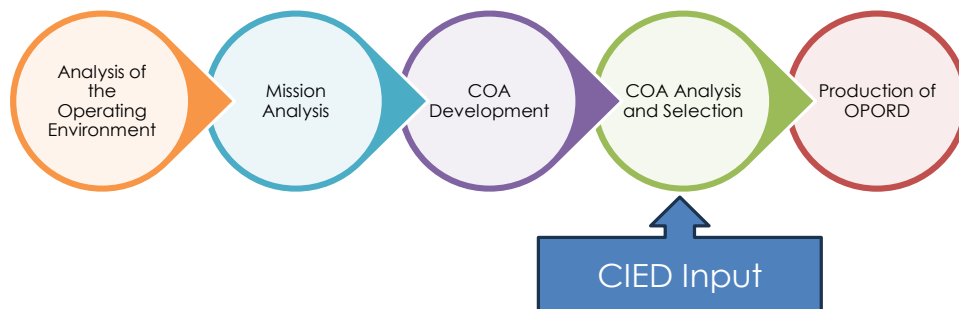 Analysis of
the
Operating
Environment
Mission
Analysis
COA
Development
COA Analysis
and Selection
Production of
OPORD
CIED Input